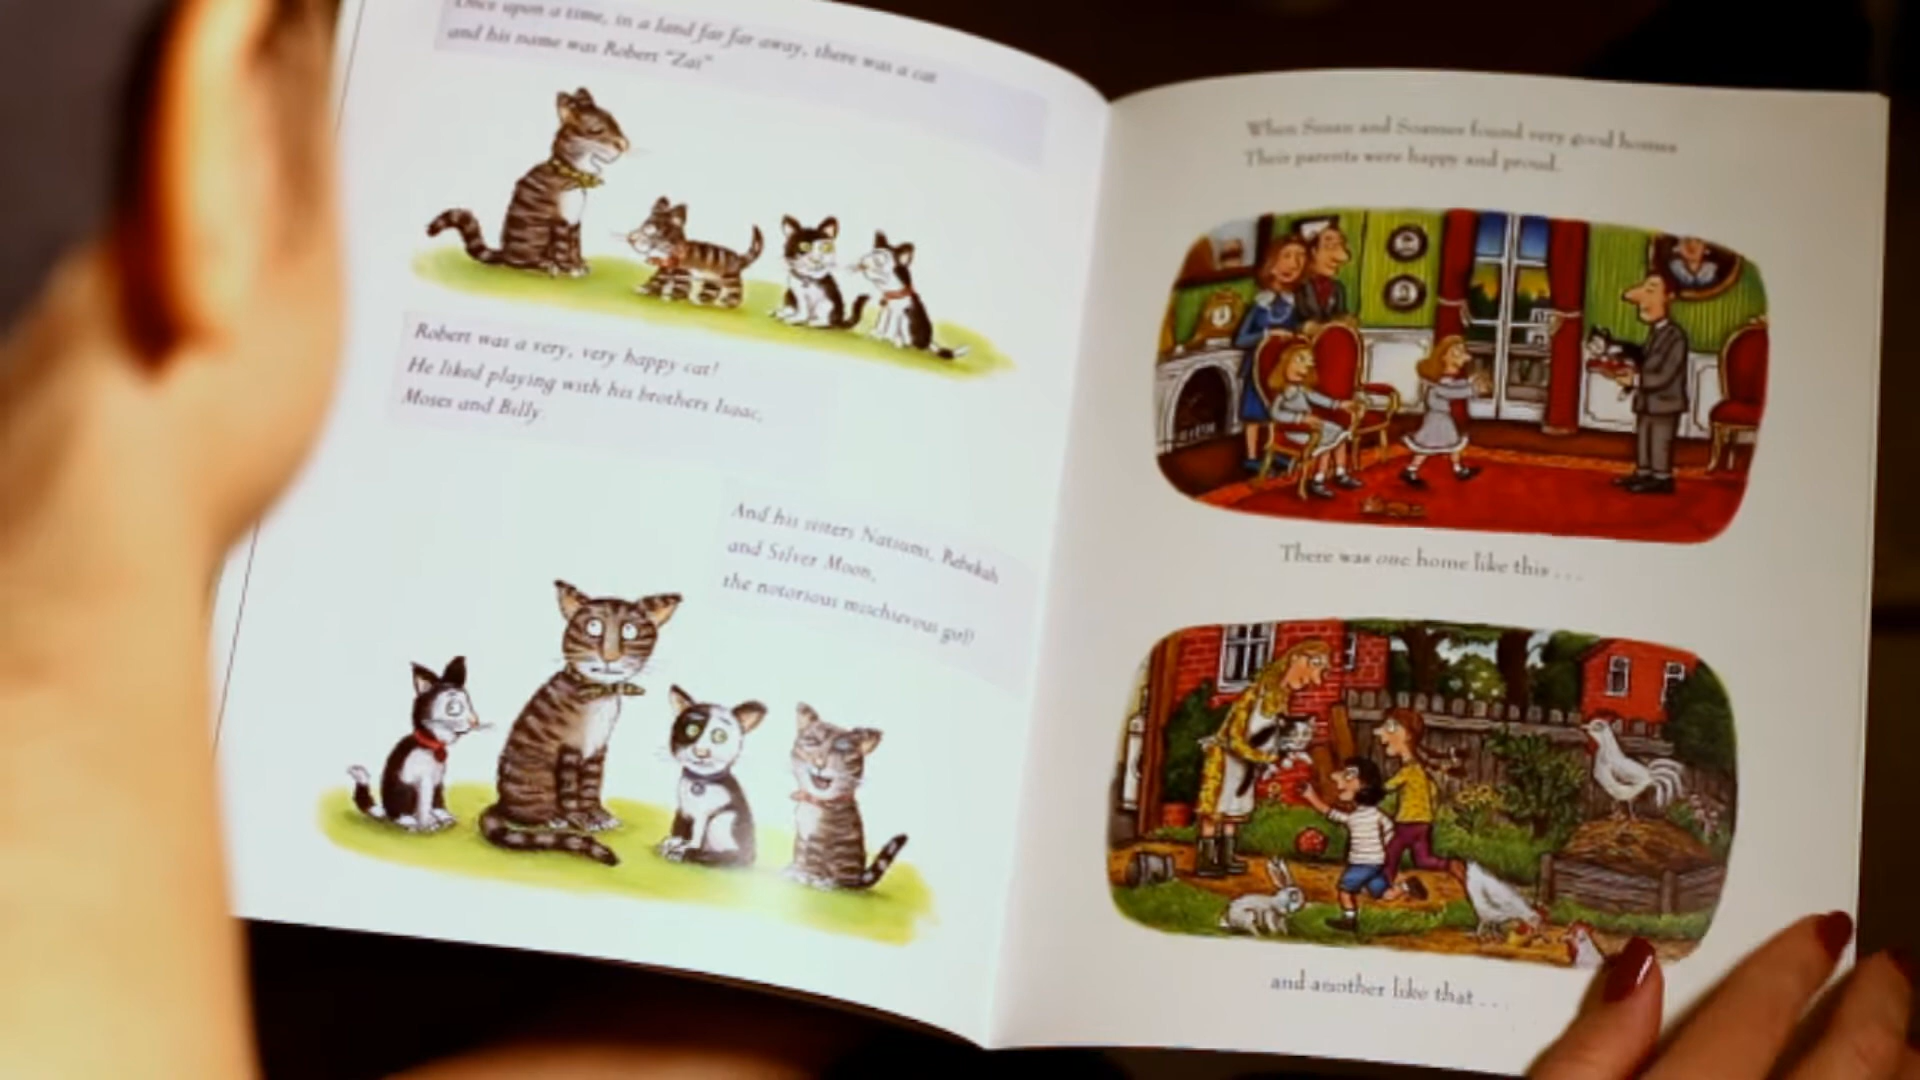 Once upon a time, in a land far far away, there was a cat
and his name was Robert "Zai"
Robert was a very, very happy cat!
He liked playing with his brothers Isaac,
Moses and Billy
And his sisters Natsumi, Rebekah
and Silver Moon,
the notorious mischievous girl!
When Susan and found very good homes
Their parents were happy and proud.
There was one home like this . . .
and another like that . . .